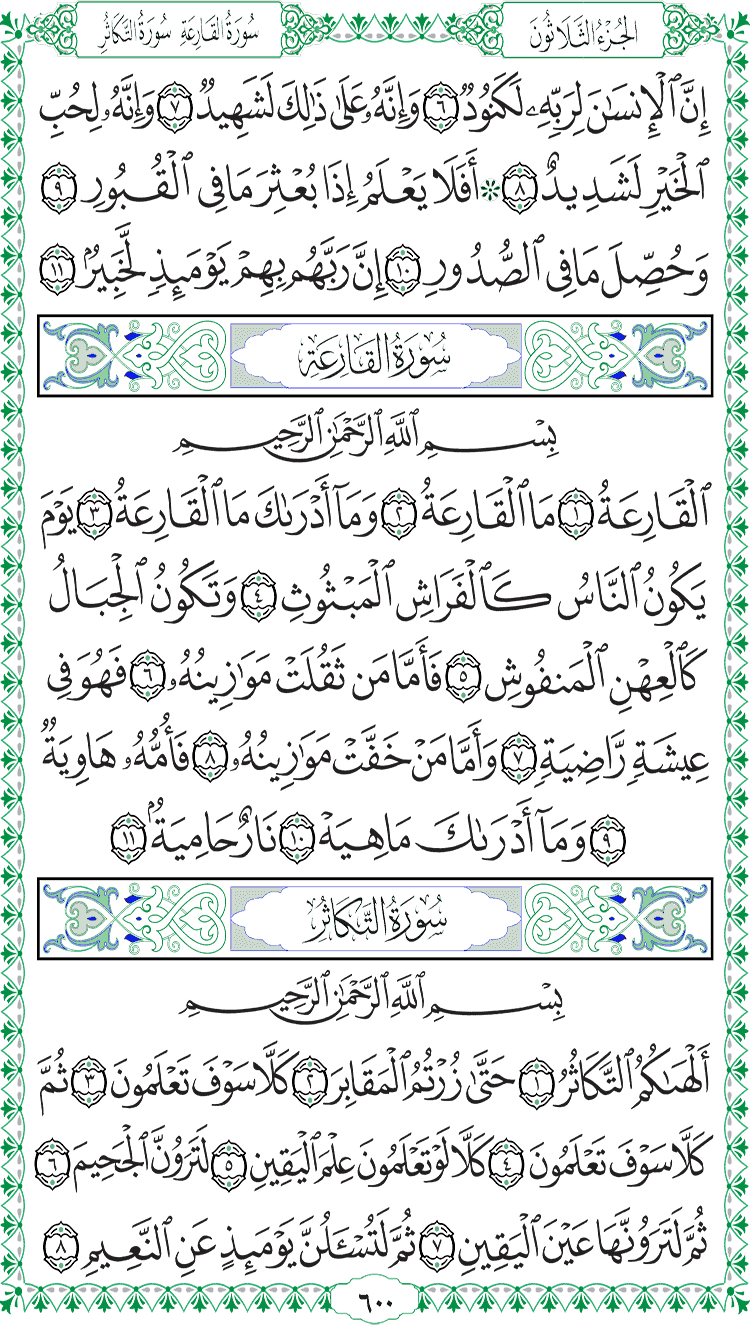 الجُزْءُ الثَّلَاثُونَ
سُورَةُ القَارِعَةِ سُورَةُ التَّكَاثُرِ
إِنَّ ٱلْإِنسَٰنَ لِرَبِّهِۦ لَكَنُودٌ ٦ وَإِنَّهُۥ عَلَىٰ ذَٰلِكَ لَشَهِيدٌ ٧ وَإِنَّهُۥ لِحُبِّ
ٱلْخَيْرِ لَشَدِيدٌ ٨ ۞ أَفَلَا يَعْلَمُ إِذَا بُعْثِرَ مَا فِى ٱلْقُبُورِ ٩
وَحُصِّلَ مَا فِى ٱلصُّدُورِ ١٠ إِنَّ رَبَّهُم بِهِمْ يَوْمَئِذٍ لَّخَبِيرٌۢ ١١
سُورَةُ القَارِعَةِ
بِسْمِ ٱللَّهِ ٱلرَّحْمَٰنِ ٱلرَّحِيمِ
ٱلْقَارِعَةُ ١ مَا ٱلْقَارِعَةُ ٢ وَمَآ أَدْرَىٰكَ مَا ٱلْقَارِعَةُ ٣ يَوْمَ
يَكُونُ ٱلنَّاسُ كَٱلْفَرَاشِ ٱلْمَبْثُوثِ ٤ وَتَكُونُ ٱلْجِبَالُ
كَٱلْعِهْنِ ٱلْمَنفُوشِ ٥ فَأَمَّا مَن ثَقُلَتْ مَوَٰزِينُهُۥ ٦ فَهُوَ فِى
عِيشَةٍ رَّاضِيَةٍ ٧ وَأَمَّا مَنْ خَفَّتْ مَوَٰزِينُهُۥ ٨ فَأُمُّهُۥ هَاوِيَةٌ
٩ وَمَآ أَدْرَىٰكَ مَا هِيَهْ ١٠ نَارٌ حَامِيَةٌۢ ١١
سُورَةُ التَّكَاثُرِ
بِسْمِ ٱللَّهِ ٱلرَّحْمَٰنِ ٱلرَّحِيمِ
أَلْهَىٰكُمُ ٱلتَّكَاثُرُ ١ حَتَّىٰ زُرْتُمُ ٱلْمَقَابِرَ ٢ كَلَّا سَوْفَ تَعْلَمُونَ ٣ ثُمَّ
كَلَّا سَوْفَ تَعْلَمُونَ ٤ كَلَّا لَوْ تَعْلَمُونَ عِلْمَ ٱلْيَقِينِ ٥ لَتَرَوُنَّ ٱلْجَحِيمَ ٦
ثُمَّ لَتَرَوُنَّهَا عَيْنَ ٱلْيَقِينِ ٧ ثُمَّ لَتُسْـَٔلُنَّ يَوْمَئِذٍ عَنِ ٱلنَّعِيمِ ٨
٦٠٠